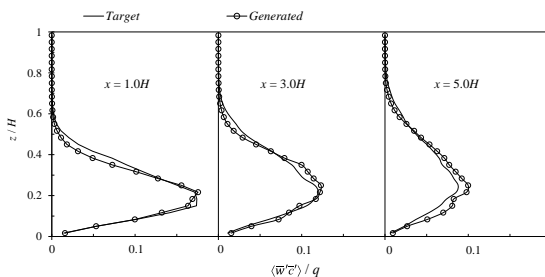 Target Generated
1
0.8
0.6
0.4
0.2
0
z / H
x = 1.0H x = 3.0H x = 5.0H
0 0.1 0 0.1 0 0.1
⟨w̅′c̅′⟩ / q